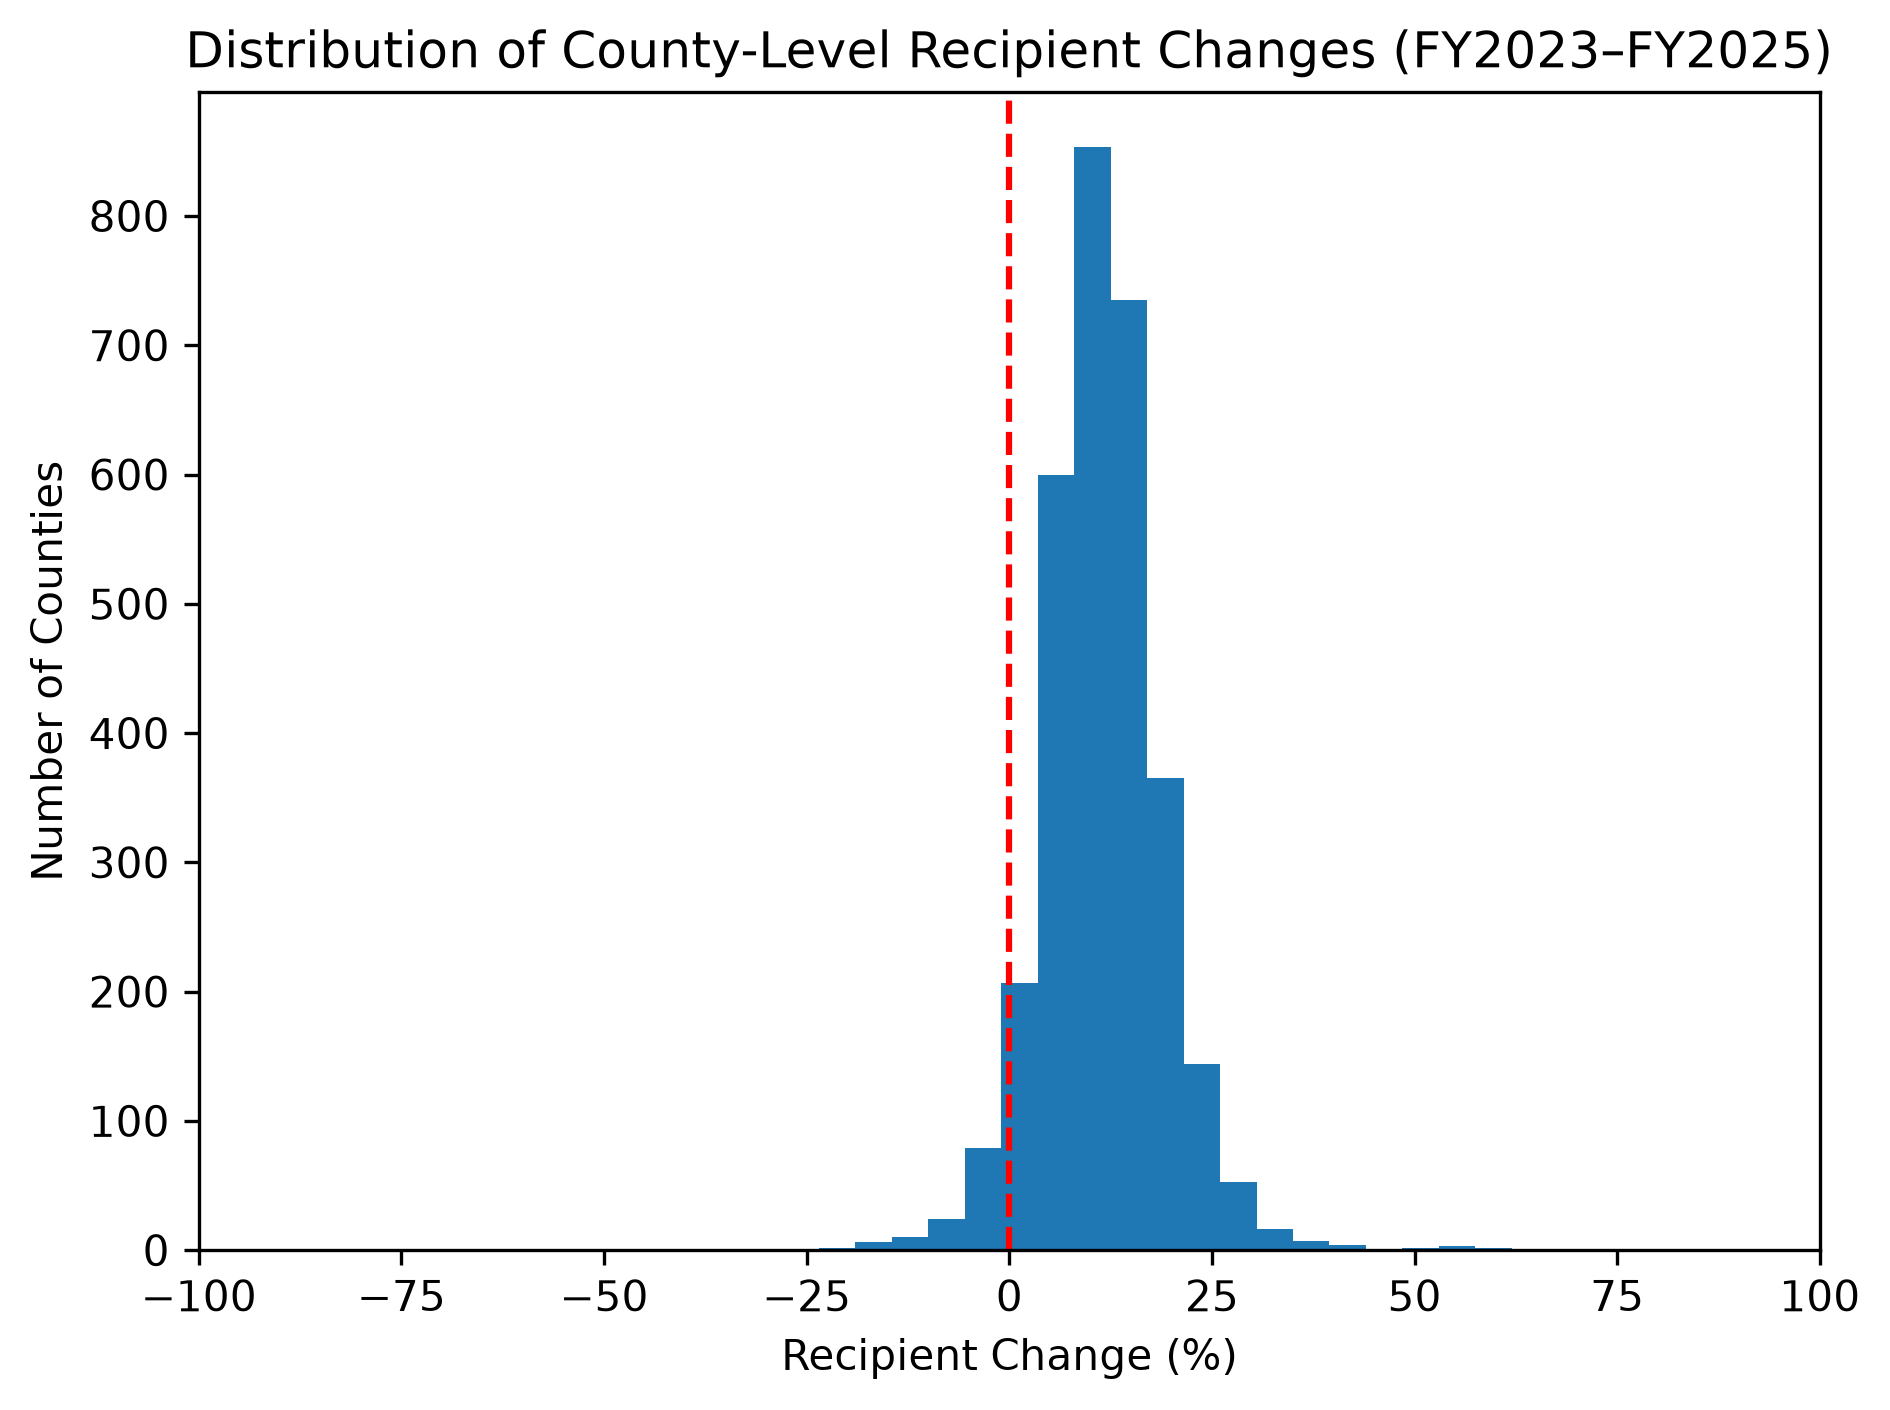 Distribution of County-Level Recipient Changes (FY2023–FY2025)
Number of Counties
800
700
600
500
400
300
200
100
0
−100 −75 −50 −25 0 25 50 75 100
Recipient Change (%)